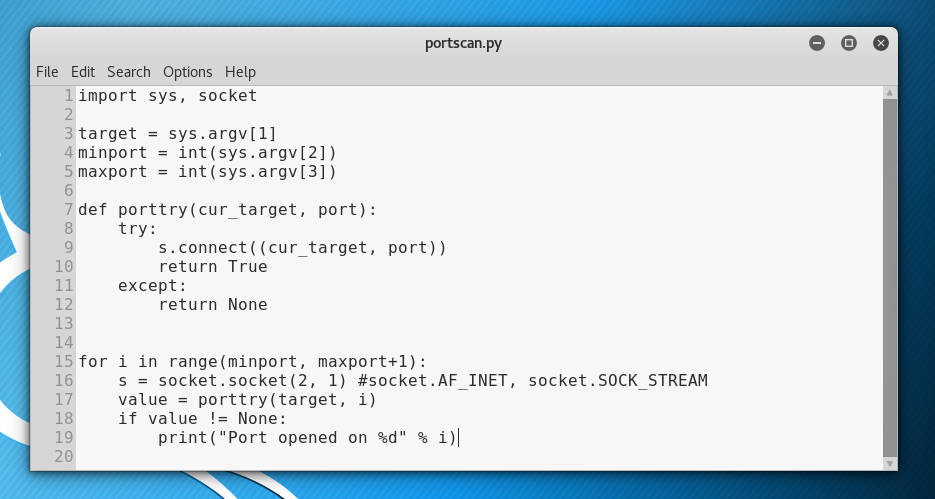 portscan.py
File Edit Search Options Help
1 import sys, socket
2
3 target = sys.argv[1]
4 minport = int(sys.argv[2])
5 maxport = int(sys.argv[3])
6
7 def porttry(cur_target, port):
8     try:
9         s.connect((cur_target, port))
10         return True
11     except:
12         return None
13
14
15 for i in range(minport, maxport+1):
16     s = socket.socket(2, 1) #socket.AF_INET, socket.SOCK_STREAM
17     value = porttry(target, i)
18     if value != None:
19         print("Port opened on %d" % i)
20